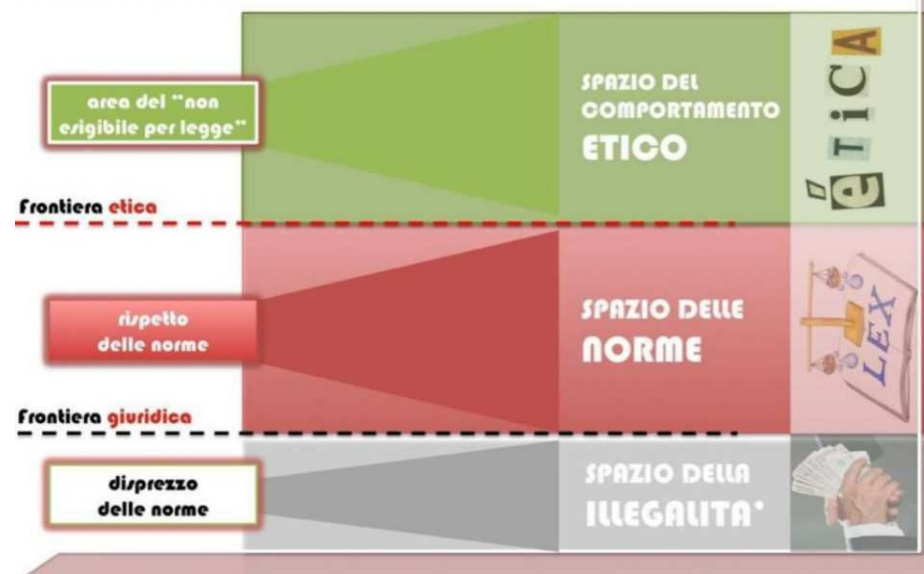 area del "non
esigibile per legge"
SPAZIO DEL
COMPORTAMENTO
ETICO
éTiCA
Frontiera etica
rispetto
delle norme
SPAZIO DELLE
NORME
LEX
Frontiera giuridica
disprezzo
delle norme
SPAZIO DELLA
ILLEGALITA'